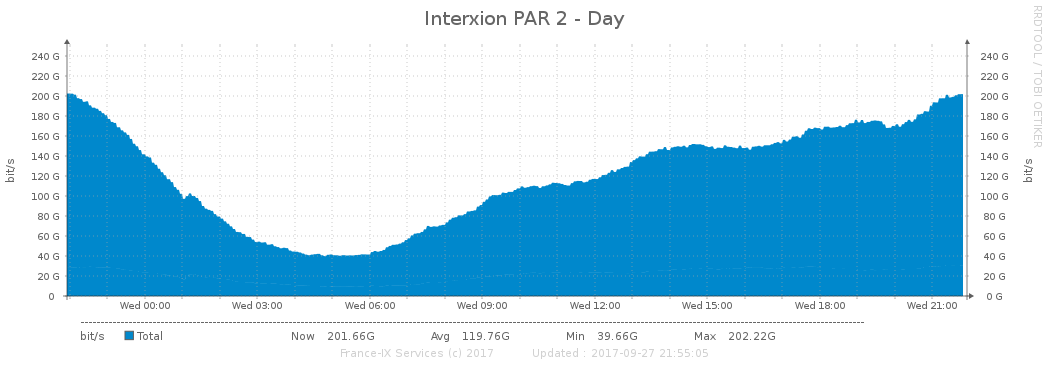 Interxion PAR 2 - Day
RRDTOOL / TOBI OETIKER
bit/s
240 G 240 G
220 G 220 G
200 G 200 G
180 G 180 G
160 G 160 G
140 G 140 G
120 G 120 G
100 G 100 G
80 G 80 G
60 G 60 G
40 G 40 G
20 G 20 G
0 0 G
bit/s
Wed 00:00 Wed 03:00 Wed 06:00 Wed 09:00 Wed 12:00 Wed 15:00 Wed 18:00 Wed 21:00
bit/s Total Now 201.66G Avg 119.76G Min 39.66G Max 202.22G
France-IX Services (c) 2017 Updated : 2017-09-27 21:55:05